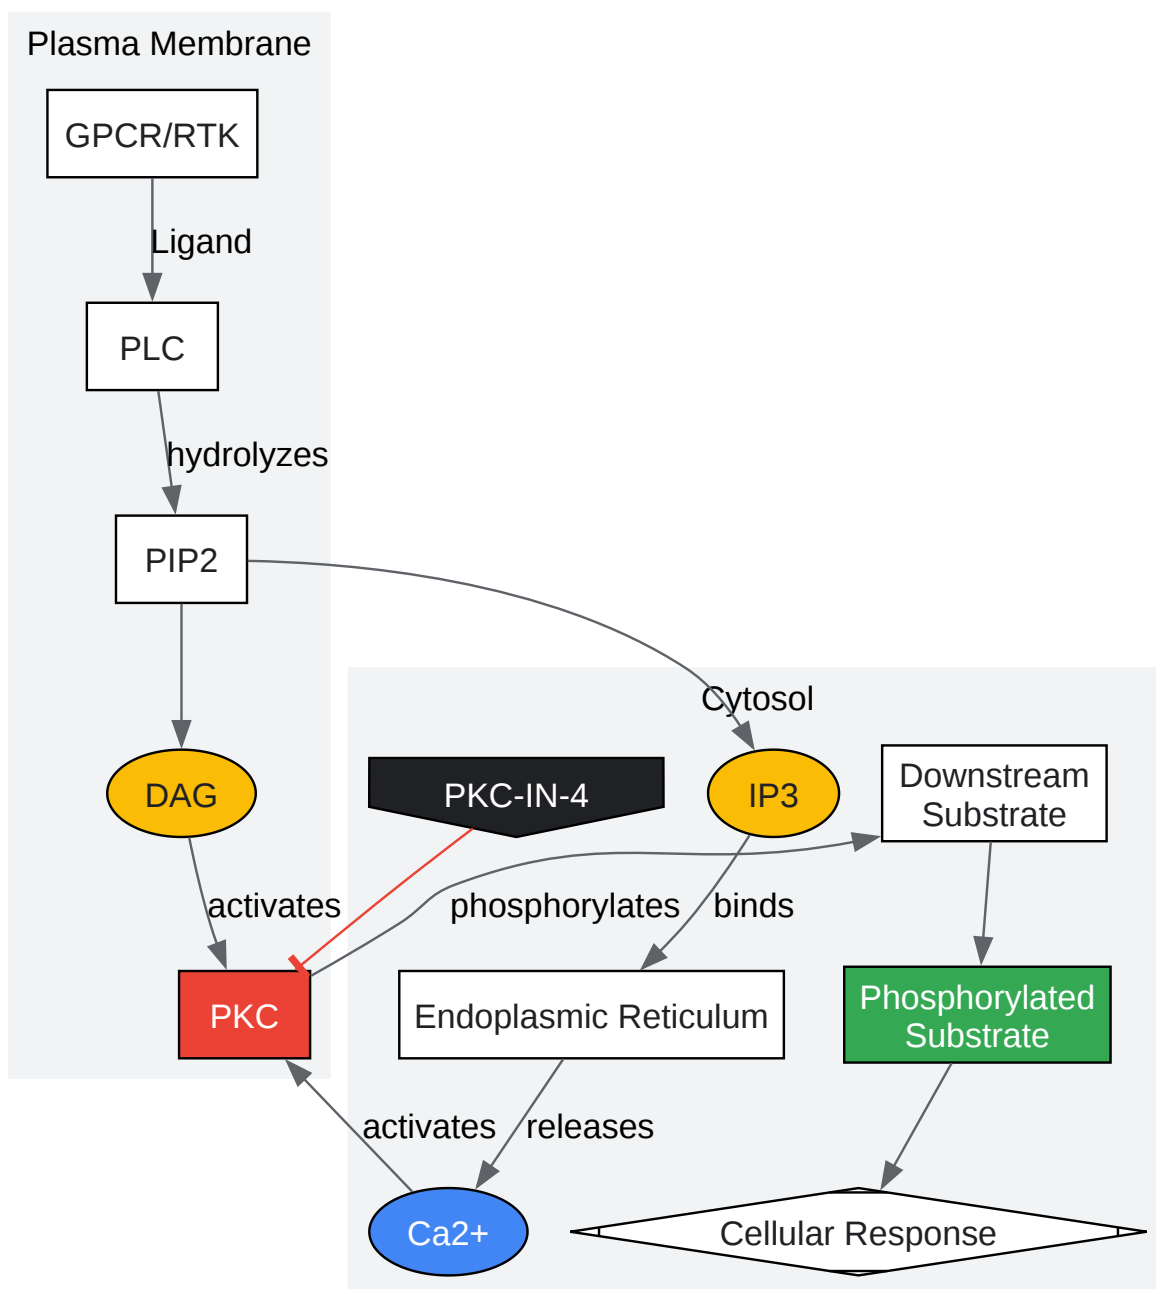 Plasma Membrane
GPCR/RTK
Ligand
PLC
hydrolyzes
PIP2
Cytosol
DAG
PKC-IN-4
IP3
Downstream
Substrate
activates
phosphorylates
binds
PKC
Endoplasmic Reticulum
Phosphorylated
Substrate
activates
releases
Ca2+
Cellular Response